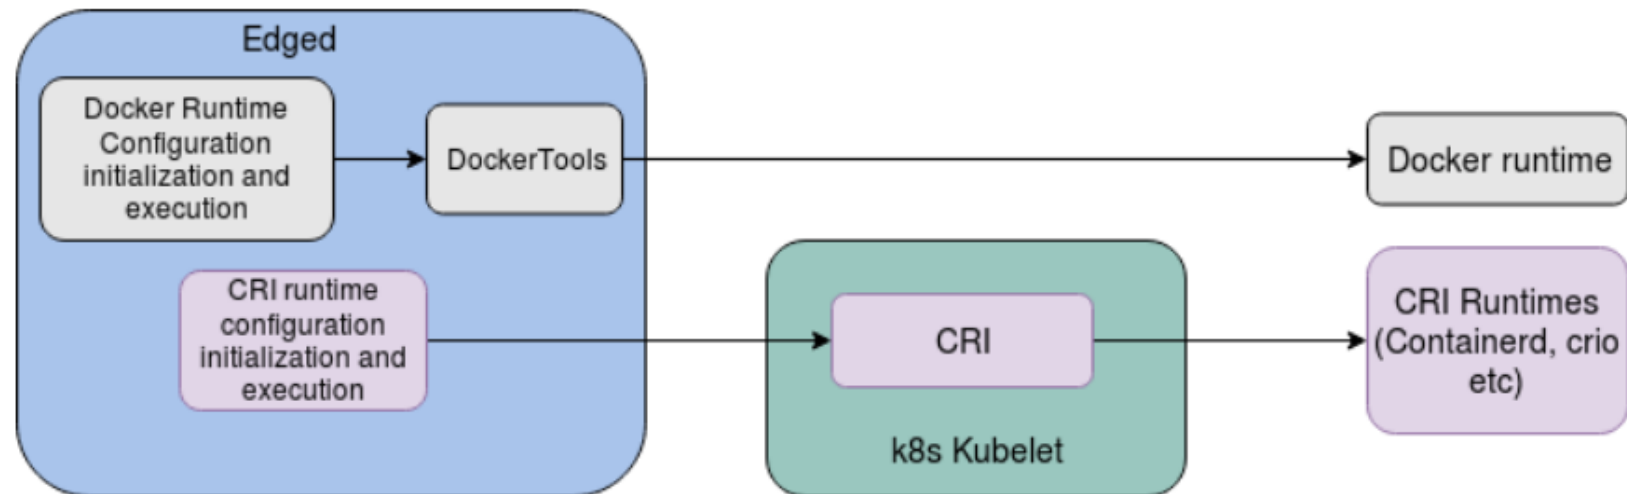 Edged
Docker Runtime
Configuration
initialization and
execution
DockerTools
Docker runtime
CRI runtime
configuration
initialization and
execution
CRI
k8s Kubelet
CRI Runtimes
(Containerd, crio
etc)